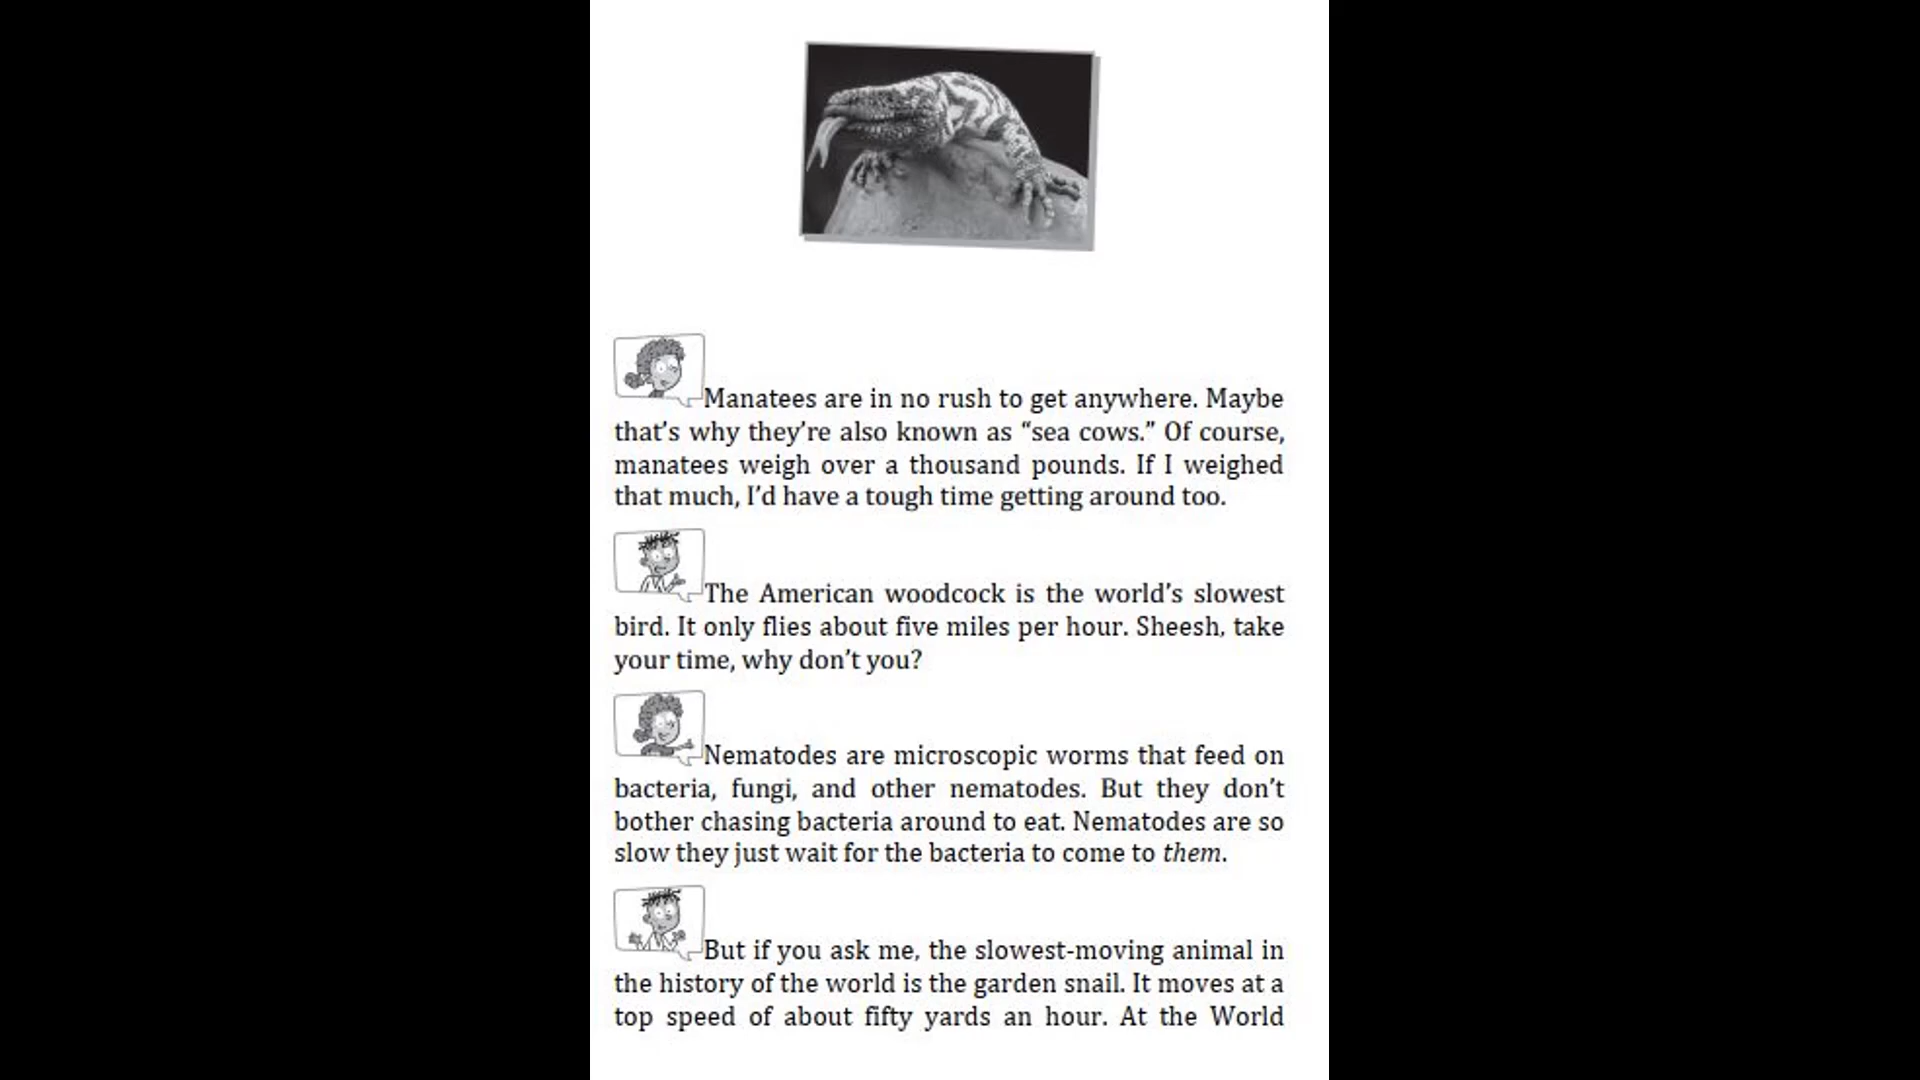 Manatees are in no rush to get anywhere. Maybe
that’s why they’re also known as “sea cows.” Of course,
manatees weigh over a thousand pounds. If I weighed
that much, I’d have a tough time getting around too.
The American woodcock is the world’s slowest
bird. It only flies about five miles per hour. Sheesh, take
your time, why don’t you?
Nematodes are microscopic worms that feed on
bacteria, fungi, and other nematodes. But they don’t
bother chasing bacteria around to eat. Nematodes are so
slow they just wait for the bacteria to come to them.
But if you ask me, the slowest-moving animal in
the history of the world is the garden snail. It moves at a
top speed of about fifty yards an hour. At the World